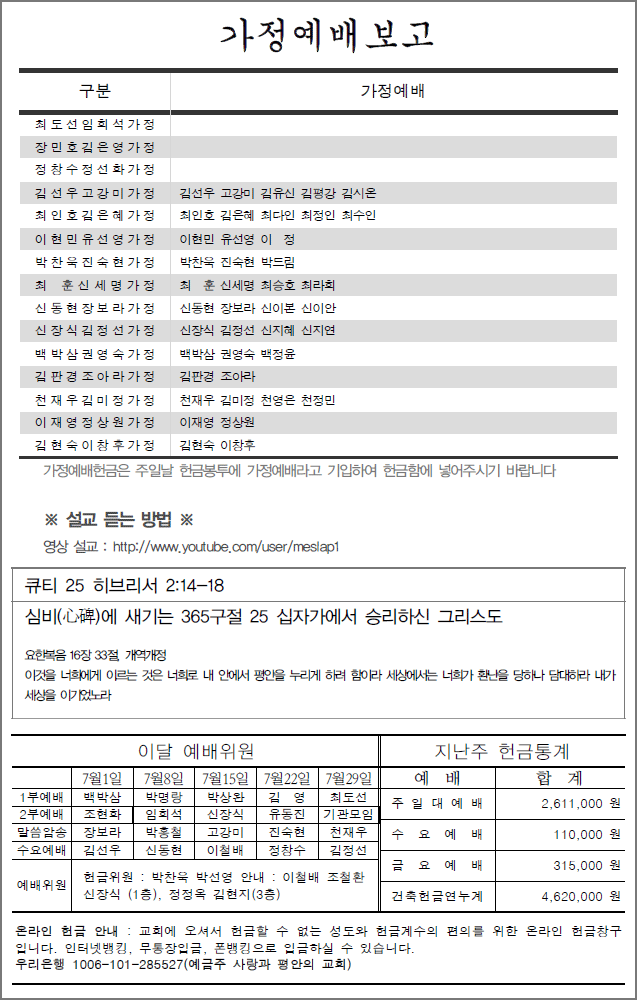 가정예배보고
구분 가정예배
최도선임희석가정
장민호김은영가정
정창수정선화가정
김선우고강미가정 김선우 고강미 김유신 김평강 김시온
최인호김은혜가정 최인호 김은혜 최다인 최정인 최수인
이현민유선영가정 이현민 유선영 이 정
박찬욱진숙현가정 박찬욱 진숙현 박드림
최 훈신세명가정 최 훈 신세명 최승호 최라희
신동현장보라가정 신동현 장보라 신이본 신이안
신장식김정선가정 신장식 김정선 신지혜 신지연
백박삼권영숙가정 백박삼 권영숙 백정윤
김판경조아라가정 김판경 조아라
천재우김미정가정 천재우 김미정 천영은 천정민
이재영정상원가정 이재영 정상원
김현숙이창후가정 김현숙 이창후
가정예배헌금은 주일날 헌금봉투에 가정예배라고 기입하여 헌금함에 넣어주시기 바랍니다
※ 설교 듣는 방법 ※
영상 설교 : http://www.youtube.com/user/meslap1
큐티 25 히브리서 2:14-18
심비(心碑)에 새기는 365구절 25 십자가에서 승리하신 그리스도
요한복음 16장 33절, 개역개정
이것을 너희에게 이르는 것은 너희로 내 안에서 평안을 누리게 하려 함이라 세상에서는 너희가 환난을 당하나 담대하라 내가
세상을 이기었노라
이달 예배위원
7월1일 7월8일 7월15일 7월22일 7월29일
1부예배 백박삼 박명랑 박상완 김 영 최도선
2부예배 조현화 임희석 신장식 유동진 기관모임
말씀암송 장보라 박홍철 고강미 진숙현 천재우
수요예배 김선우 신동현 이철배 정창수 김정선
예배위원 헌금위원 : 박찬욱 박선영 안내 : 이철배 조철환
신장식 (1층), 정정옥 김현지(3층)
지난주 헌금통계
예 배 합 계
주일대예배 2,611,000 원
수 요 예 배 110,000 원
금 요 예 배 315,000 원
건축헌금연누계 4,620,000 원
온라인 헌금 안내 : 교회에 오셔서 헌금할 수 없는 성도와 헌금계수의 편의를 위한 온라인 헌금창구
입니다. 인터넷뱅킹, 무통장입금, 폰뱅킹으로 입금하실 수 있습니다.
우리은행 1006-101-285527(예금주 사랑과 평안의 교회)